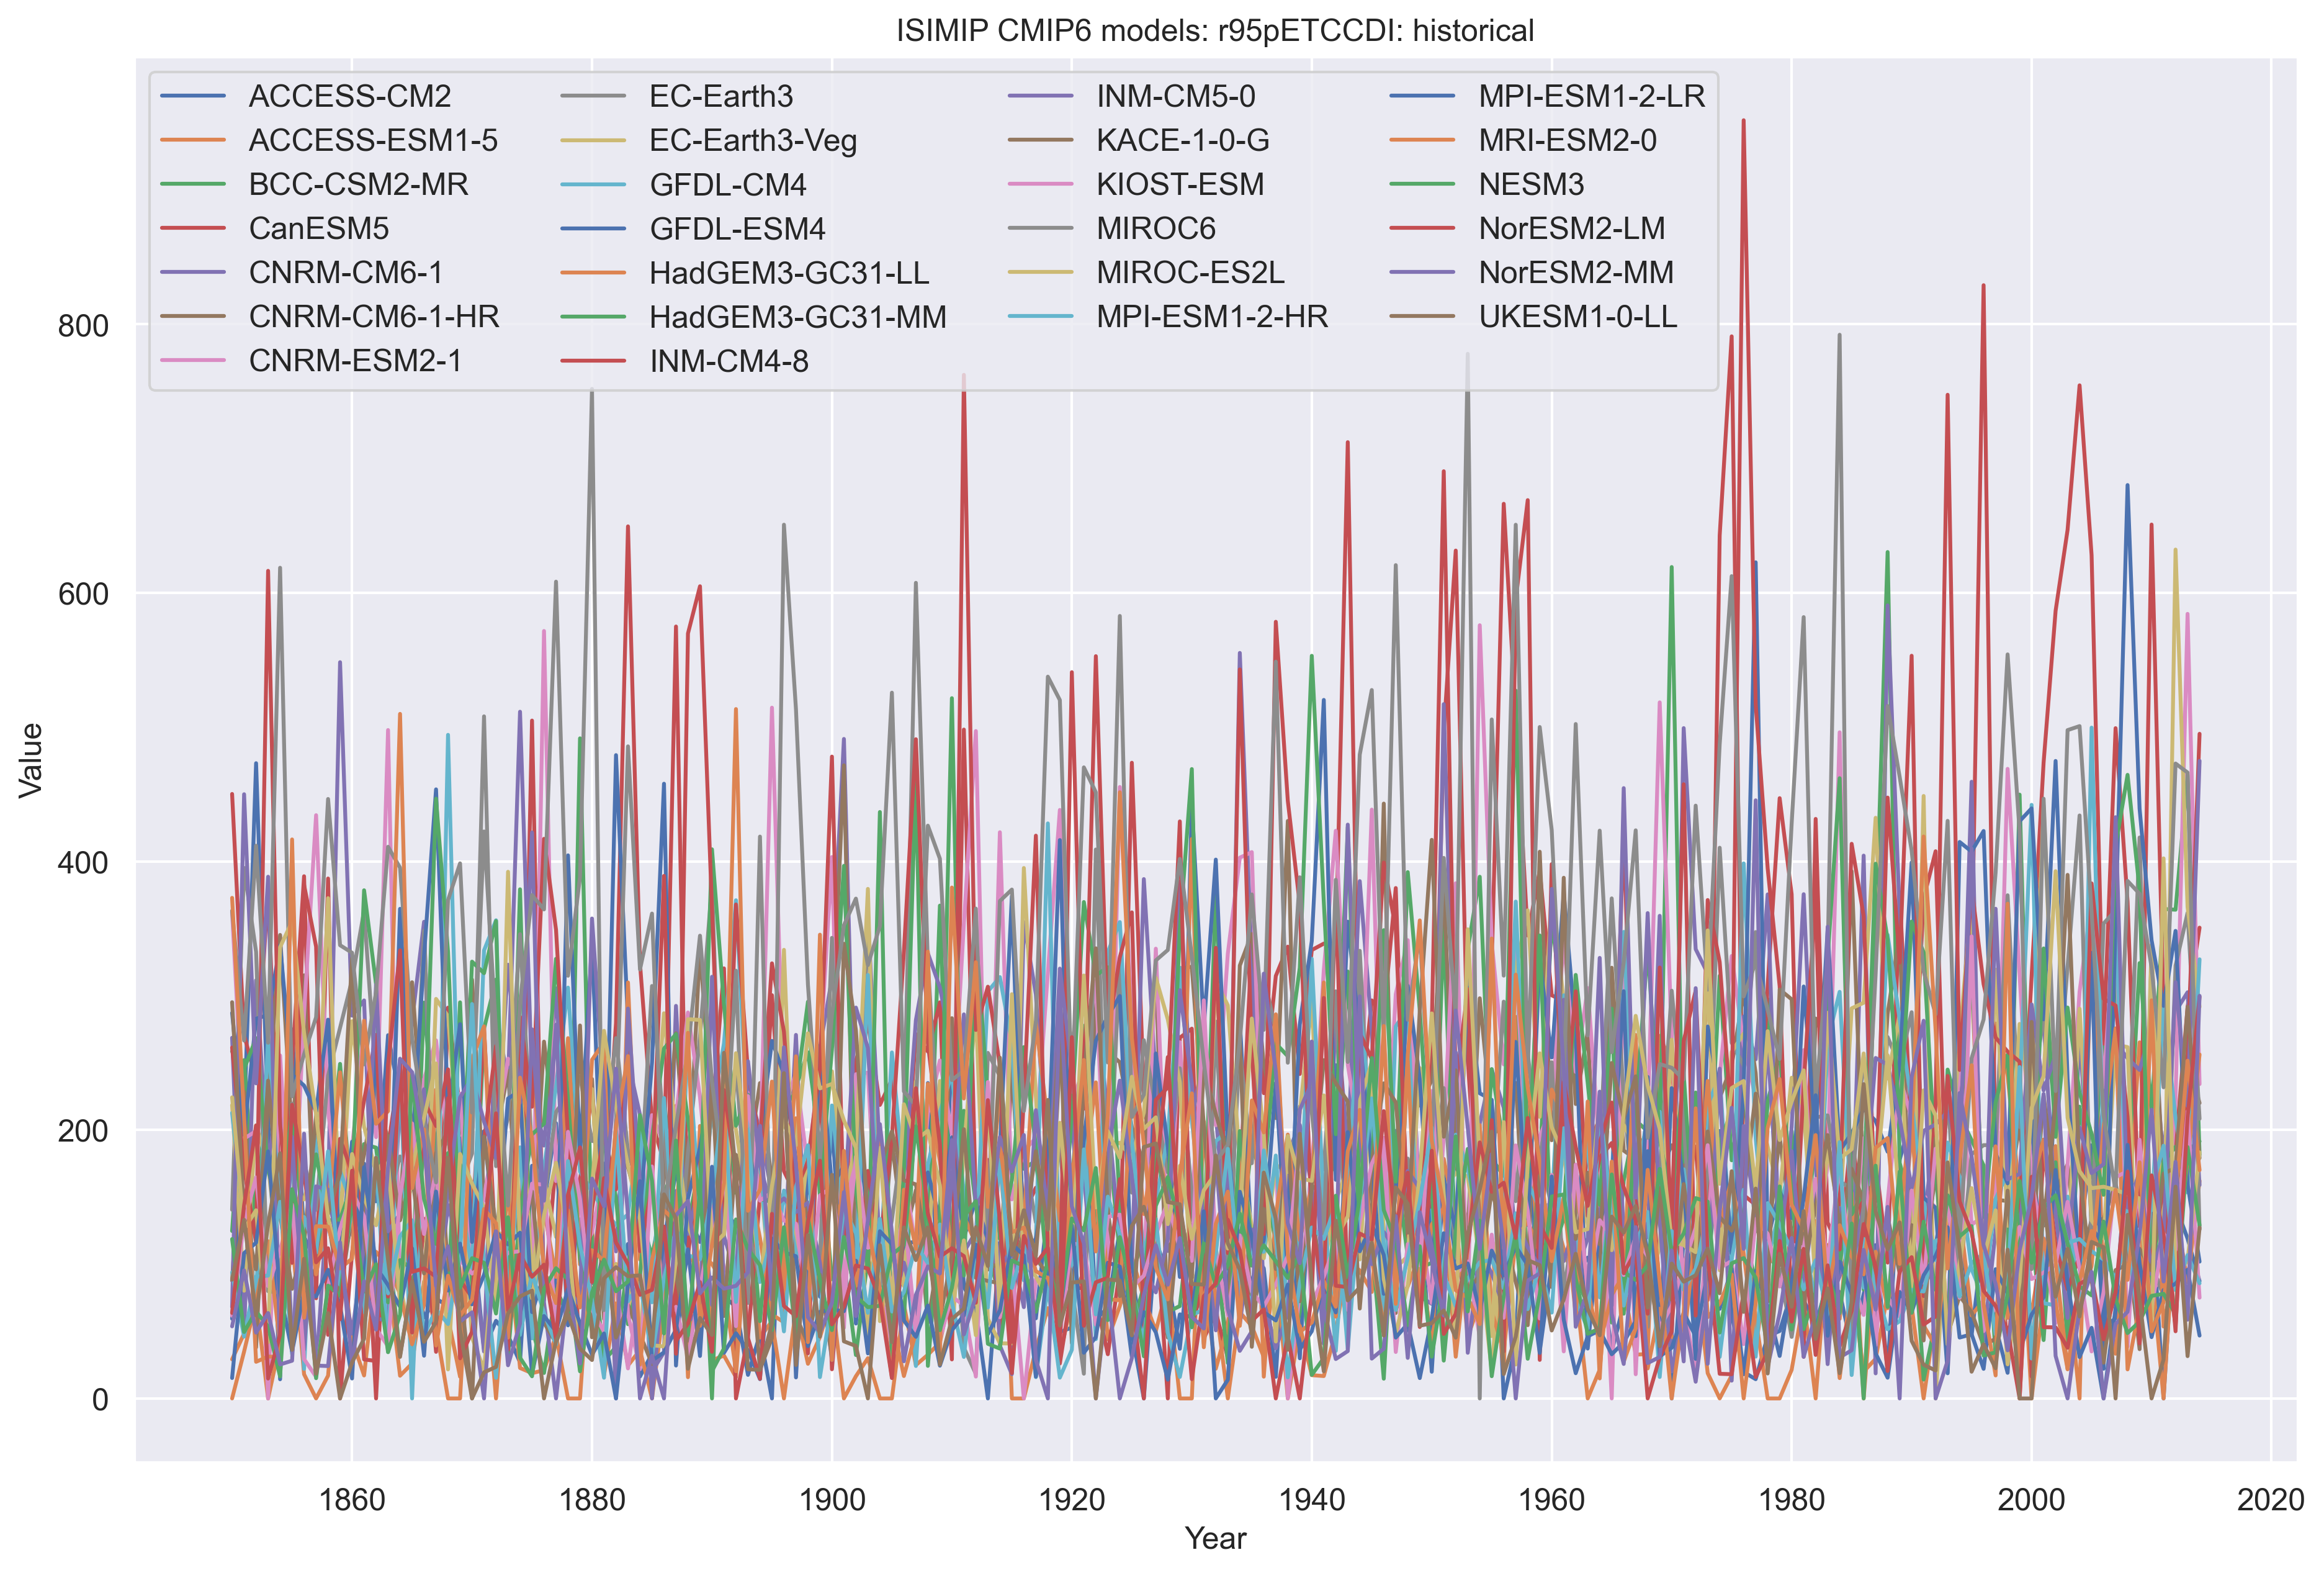 ISIMIP CMIP6 models: r95pETCCDI: historical
ACCESS-CM2
ACCESS-ESM1-5
BCC-CSM2-MR
CanESM5
CNRM-CM6-1
CNRM-CM6-1-HR
CNRM-ESM2-1
EC-Earth3
EC-Earth3-Veg
GFDL-CM4
GFDL-ESM4
HadGEM3-GC31-LL
HadGEM3-GC31-MM
INM-CM4-8
INM-CM5-0
KACE-1-0-G
KIOST-ESM
MIROC6
MIROC-ES2L
MPI-ESM1-2-HR
MPI-ESM1-2-LR
MRI-ESM2-0
NESM3
NorESM2-LM
NorESM2-MM
UKESM1-0-LL
800
600
400
200
0
Value
1860 1880 1900 1920 1940 1960 1980 2000 2020
Year